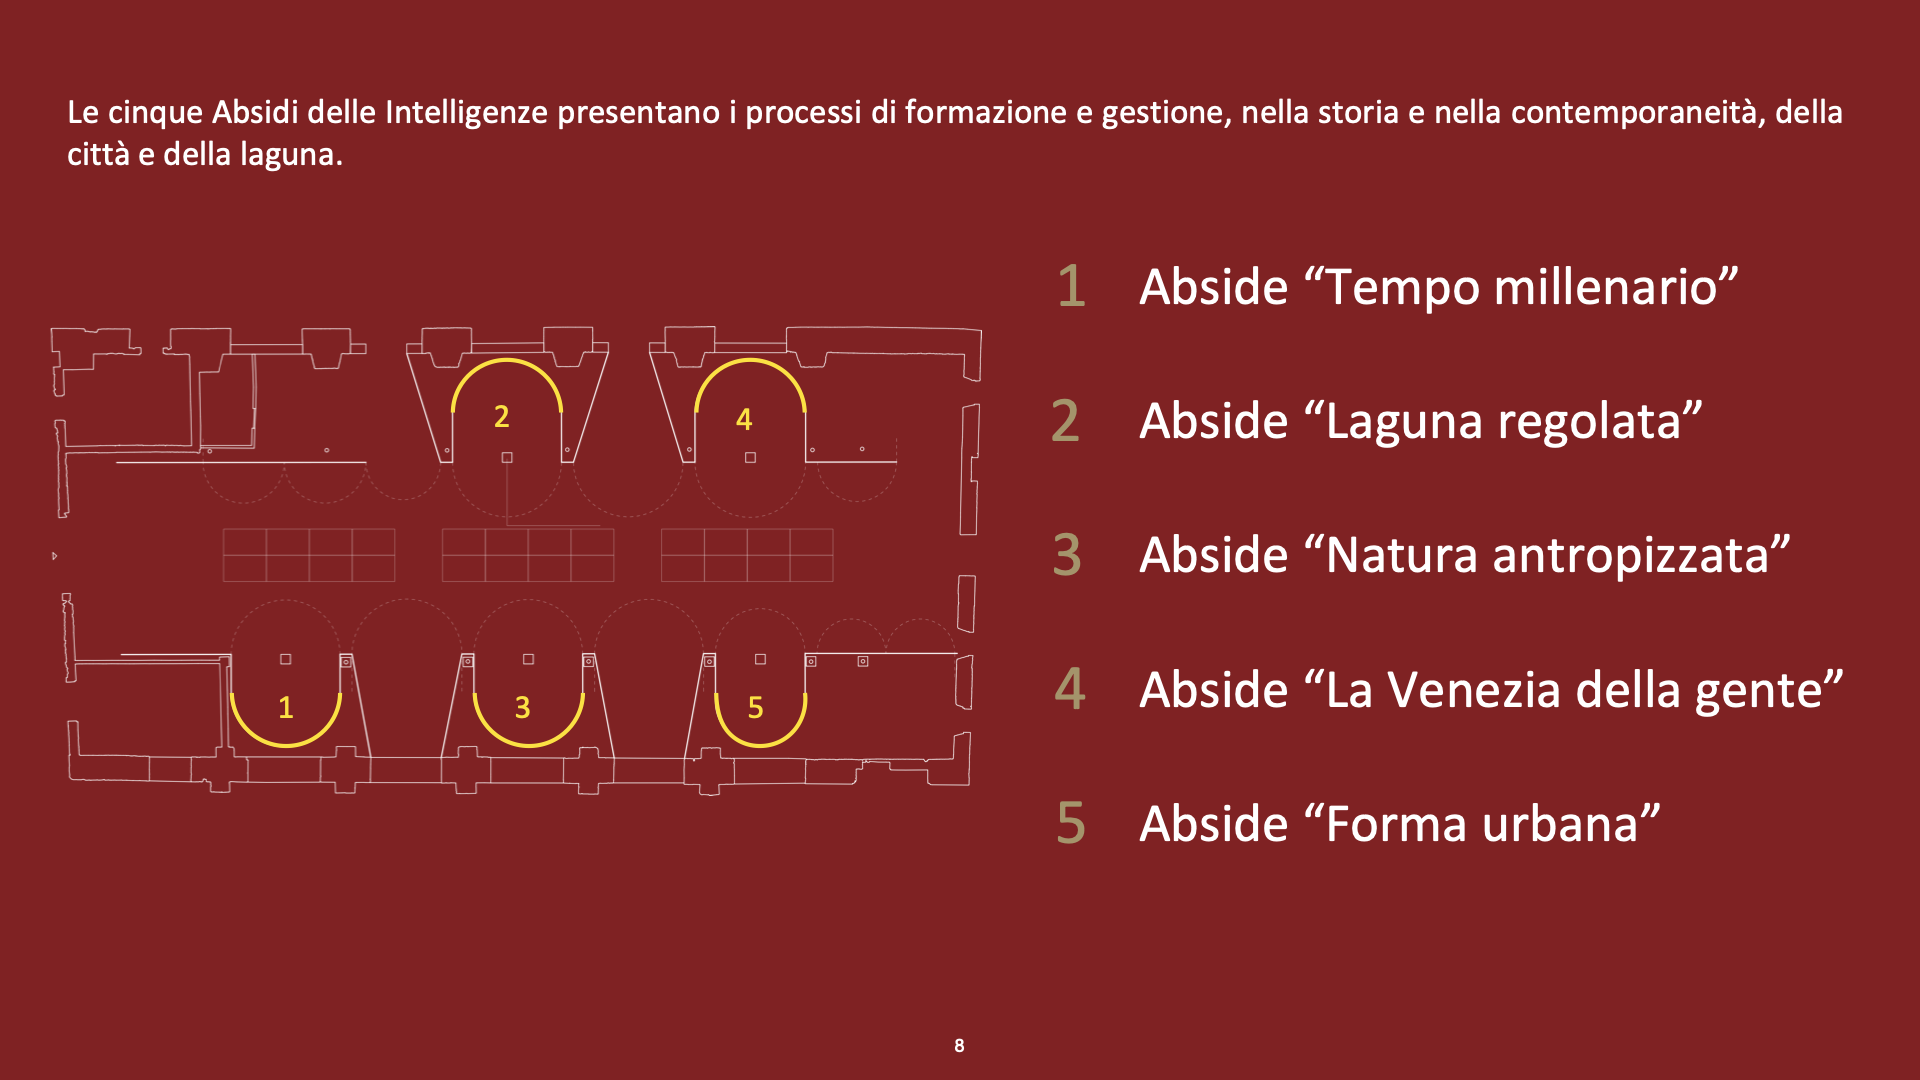 Le cinque Absidi delle Intelligenze presentano i processi di formazione e gestione, nella storia e nella contemporaneità, della
città e della laguna.
1 Abside “Tempo millenario”
2 Abside “Laguna regolata”
3 Abside “Natura antropizzata”
4 Abside “La Venezia della gente”
5 Abside “Forma urbana”
2
4
1
3
5
8